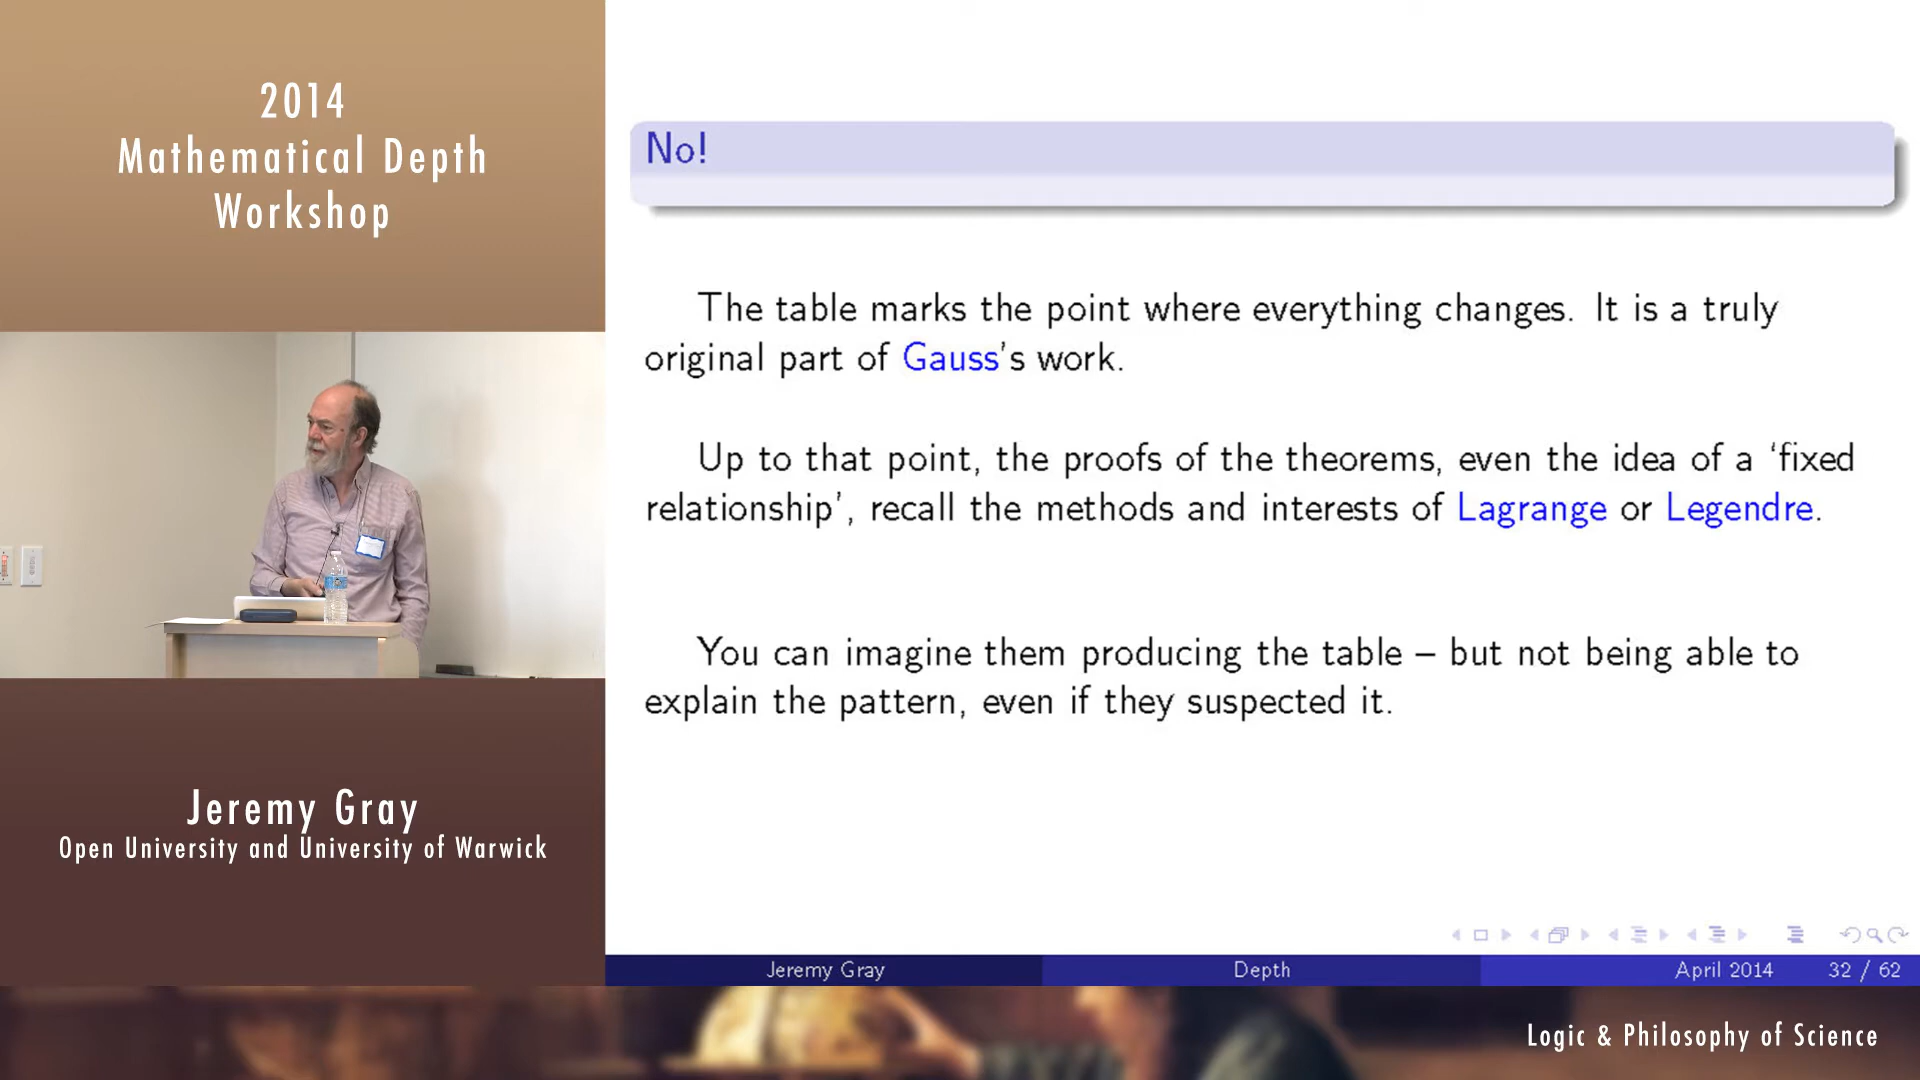 2014
Mathematical Depth
Workshop
Jeremy Gray
Open University and University of Warwick
No!
The table marks the point where everything changes. It is a truly
original part of Gauss's work.
Up to that point, the proofs of the theorems, even the idea of a ‘fixed
relationship’, recall the methods and interests of Lagrange or Legendre.
You can imagine them producing the table – but not being able to
explain the pattern, even if they suspected it.
Jeremy Gray
Depth
April 2014
32 / 62
Logic & Philosophy of Science